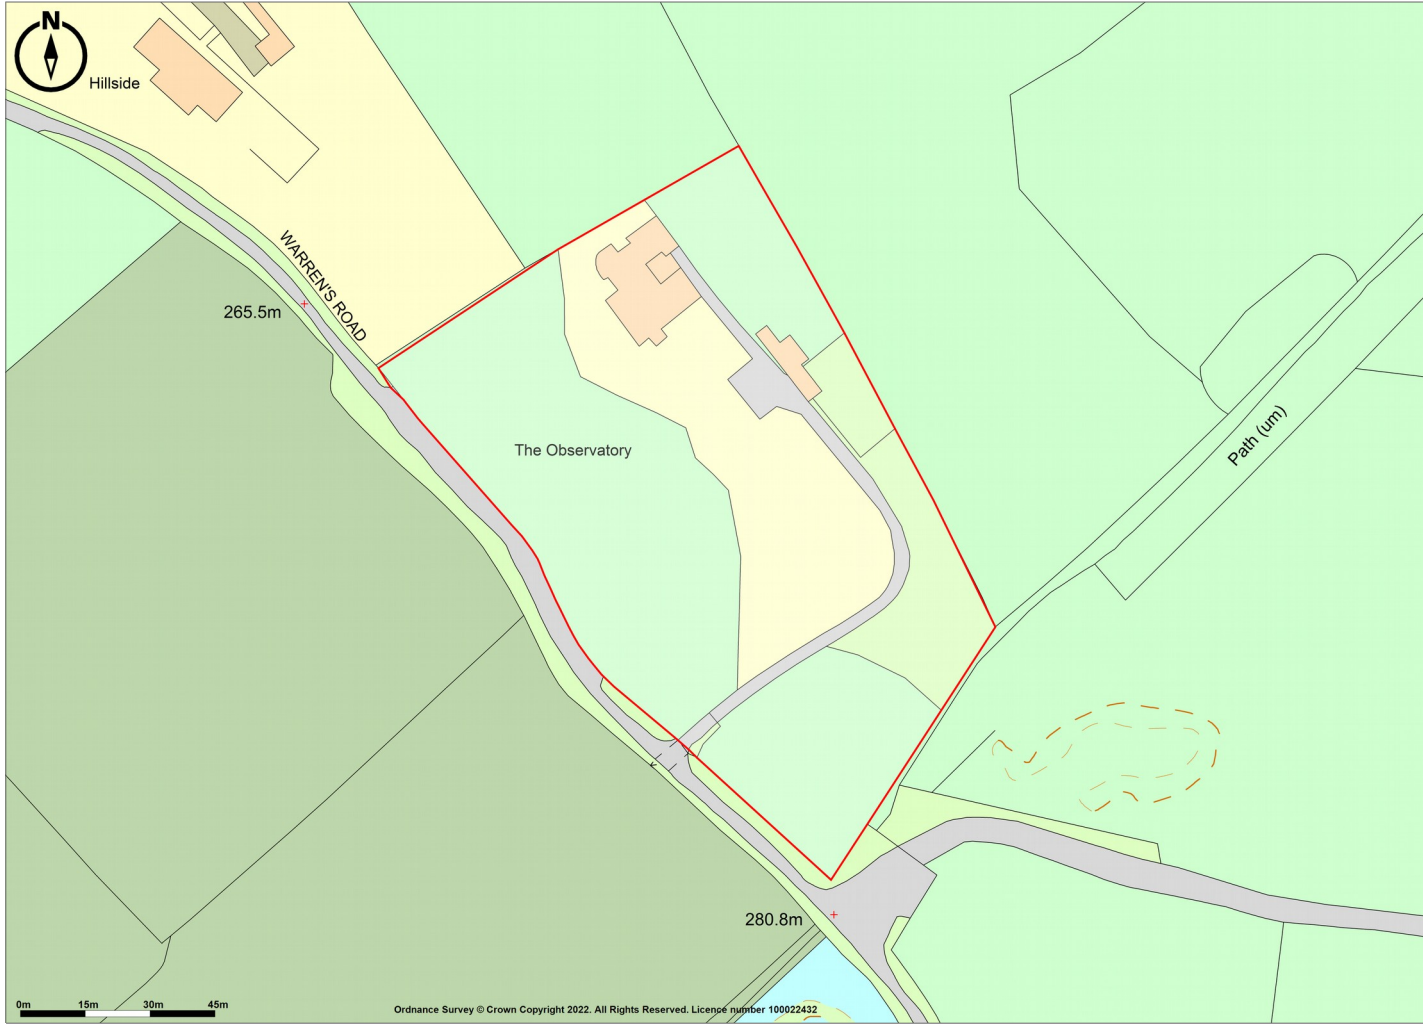 N
Hillside
WARREN'S ROAD
265.5m
The Observatory
Path (um)
280.8m
0m 15m 30m 45m
Ordnance Survey © Crown Copyright 2022. All Rights Reserved. Licence number 100022432